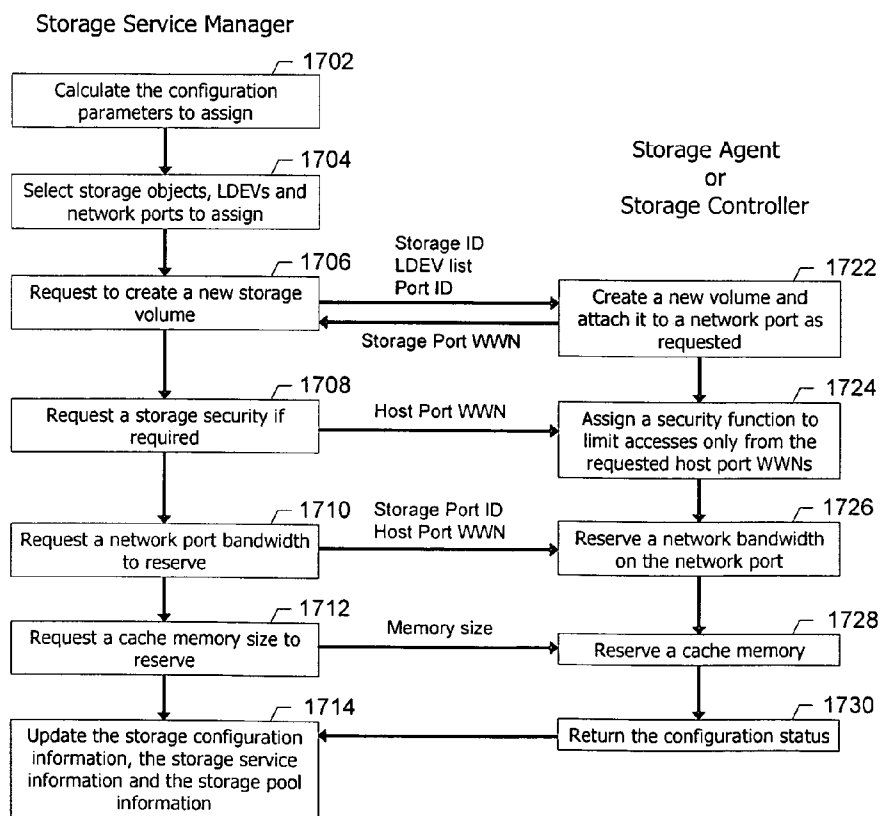 Storage Service Manager
1702
Calculate the configuration
parameters to assign
1704
Select storage objects, LDEVs and
network ports to assign
Storage Agent
or
Storage Controller
1706
Request to create a new storage
volume
Storage ID
LDEV list
Port ID
Storage Port WWN
1722
Create a new volume and
attach it to a network port as
requested
1708
Request a storage security if
required
Host Port WWN
1724
Assign a security function to
limit accesses only from the
requested host port WWNs
1710
Request a network port bandwidth
to reserve
Storage Port ID
Host Port WWN
1726
Reserve a network bandwidth
on the network port
1712
Request a cache memory size to
reserve
Memory size
1728
Reserve a cache memory
1714
Update the storage configuration
information, the storage service
information and the storage pool
information
1730
Return the configuration status